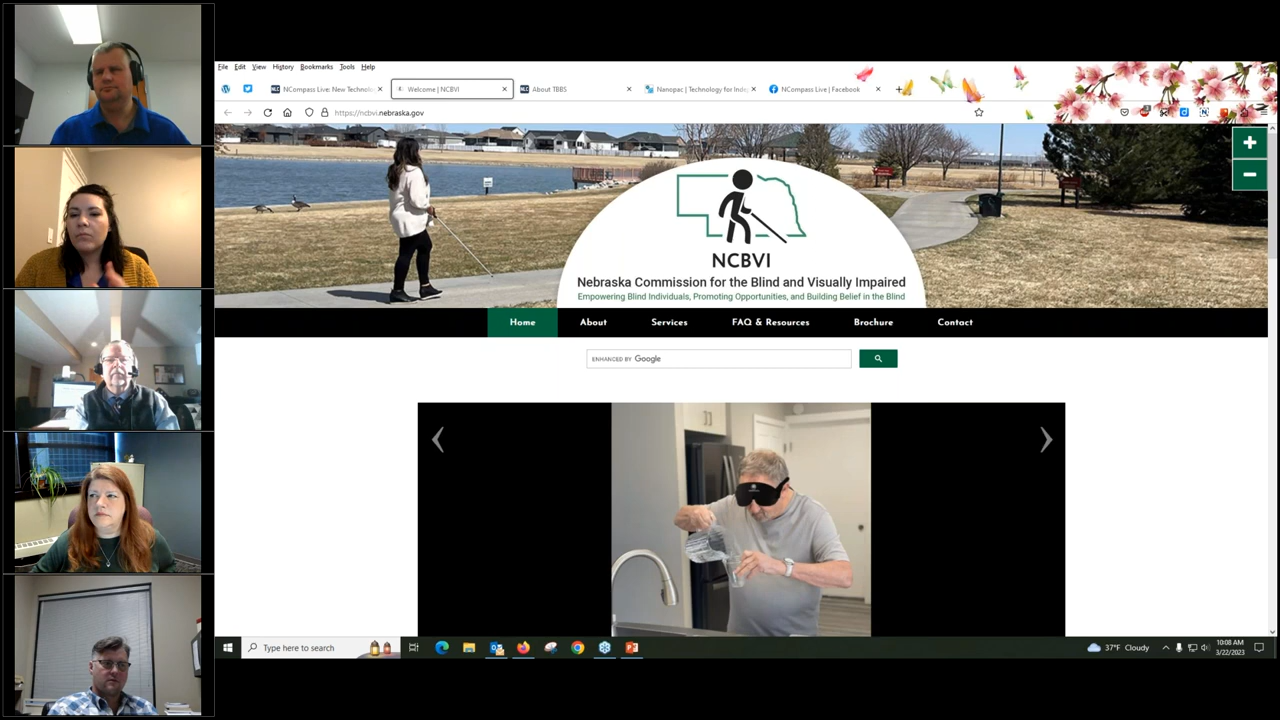 File Edit View History Bookmarks Tools Help
NCompass Live: New Technolo
Welcome | NCBVI
About TBBS
Nanopac | Technology for Inde
NCompass Live | Facebook
https://ncbvi.nebraska.gov
NCBVI
Nebraska Commission for the Blind and Visually Impaired
Empowering Blind Individuals, Promoting Opportunities, and Building Belief in the Blind
Home About Services FAQ & Resources Brochure Contact
ENHANCED BY Google
Type here to search
37°F Cloudy
10:08 AM
3/22/2023